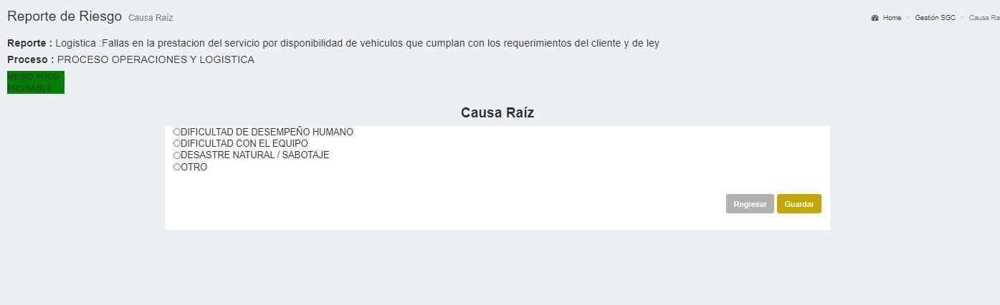 Reporte de Riesgo Causa Raíz
Home > Gestión SGC > Causa Ra
Reporte : Logistica :Fallas en la prestacion del servicio por disponibilidad de vehiculos que cumplan con los requerimientos del cliente y de ley
Proceso : PROCESO OPERACIONES Y LOGISTICA
MEDIO POCO
PROBABLE
Causa Raíz
DIFICULTAD DE DESEMPEÑO HUMANO
DIFICULTAD CON EL EQUIPO
DESASTRE NATURAL / SABOTAJE
OTRO
Regresar Guardar